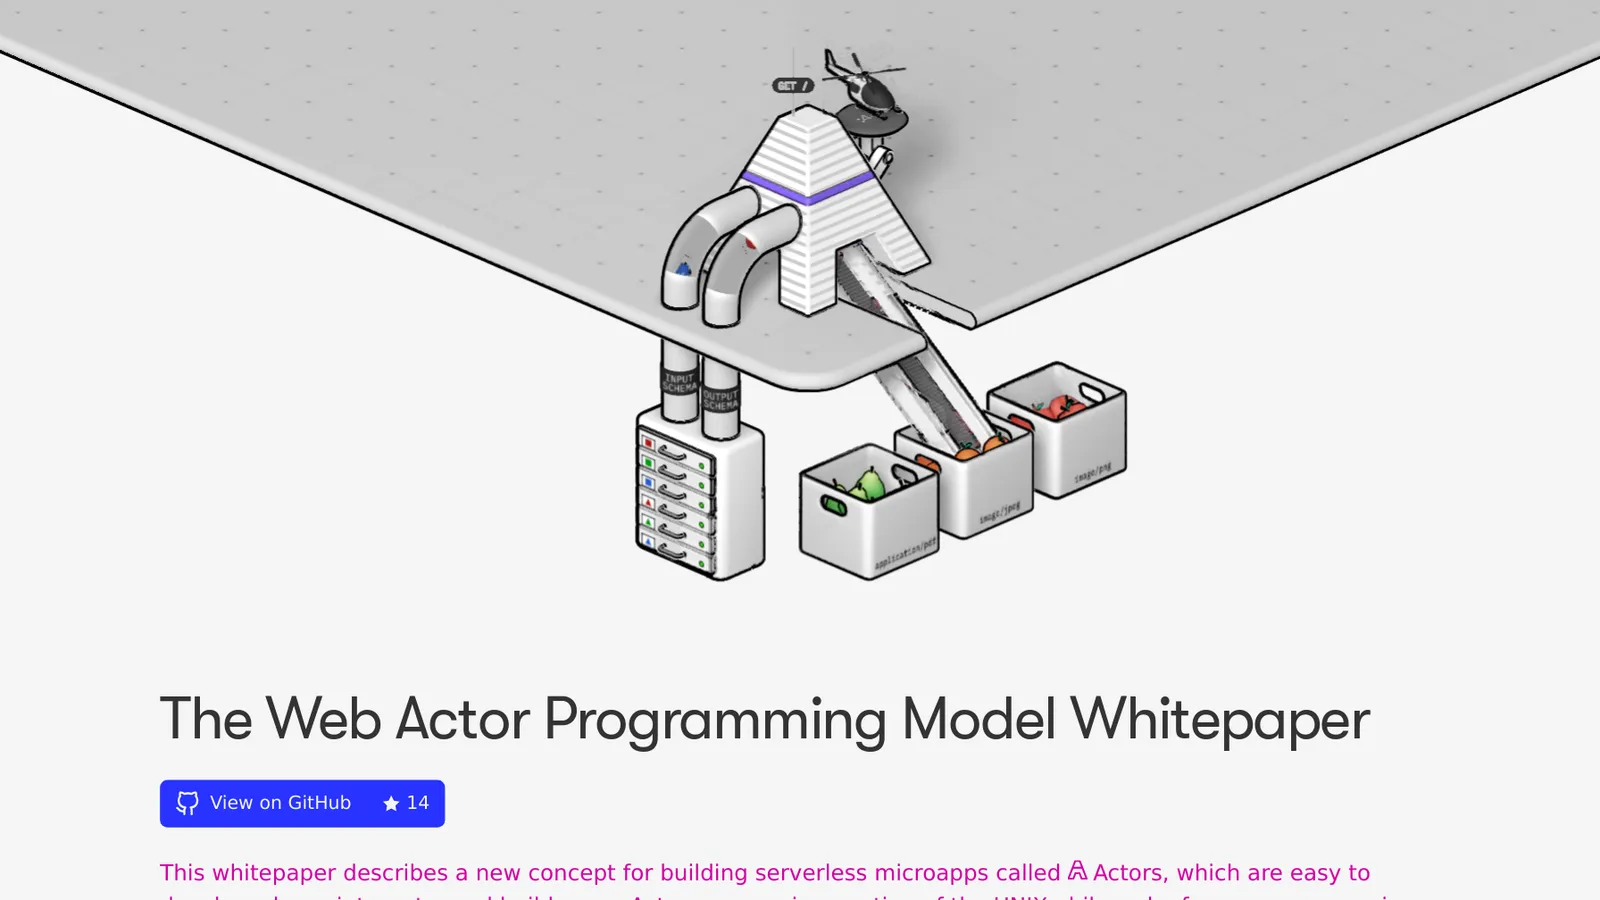 GET /
INPUT
SCHEMA
OUTPUT
SCHEMA
image/png
image/jpeg
application/pdf
The Web Actor Programming Model Whitepaper
View on GitHub ★ 14
This whitepaper describes a new concept for building serverless microapps called Actors, which are easy to